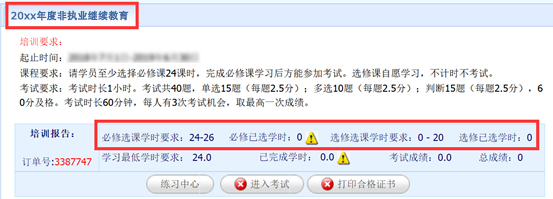 20xx年度非执业继续教育
培训要求：
起止时间：
课程要求：请学员至少选择必修课24课时，完成必修课学习后方能参加考试。选修课自愿学习，不计时不考试。
考试要求：考试时长1小时。考试共40题，单选15题（每题2.5分）；多选10题（每题2.5分）；判断15题（每题2.5分），6
0分及格。考试时长60分钟，每人有3次考试机会，取最高一次成绩。
培训报告： 必修选课学时要求：24-26 必修已选学时：0 选修选课学时要求：0 - 20 选修已选学时：0
订单号:3387747 学习最低学时要求：24.0 已完成学时：0.0 考试成绩：0.0 总成绩：0
练习中心 进入考试 打印合格证书